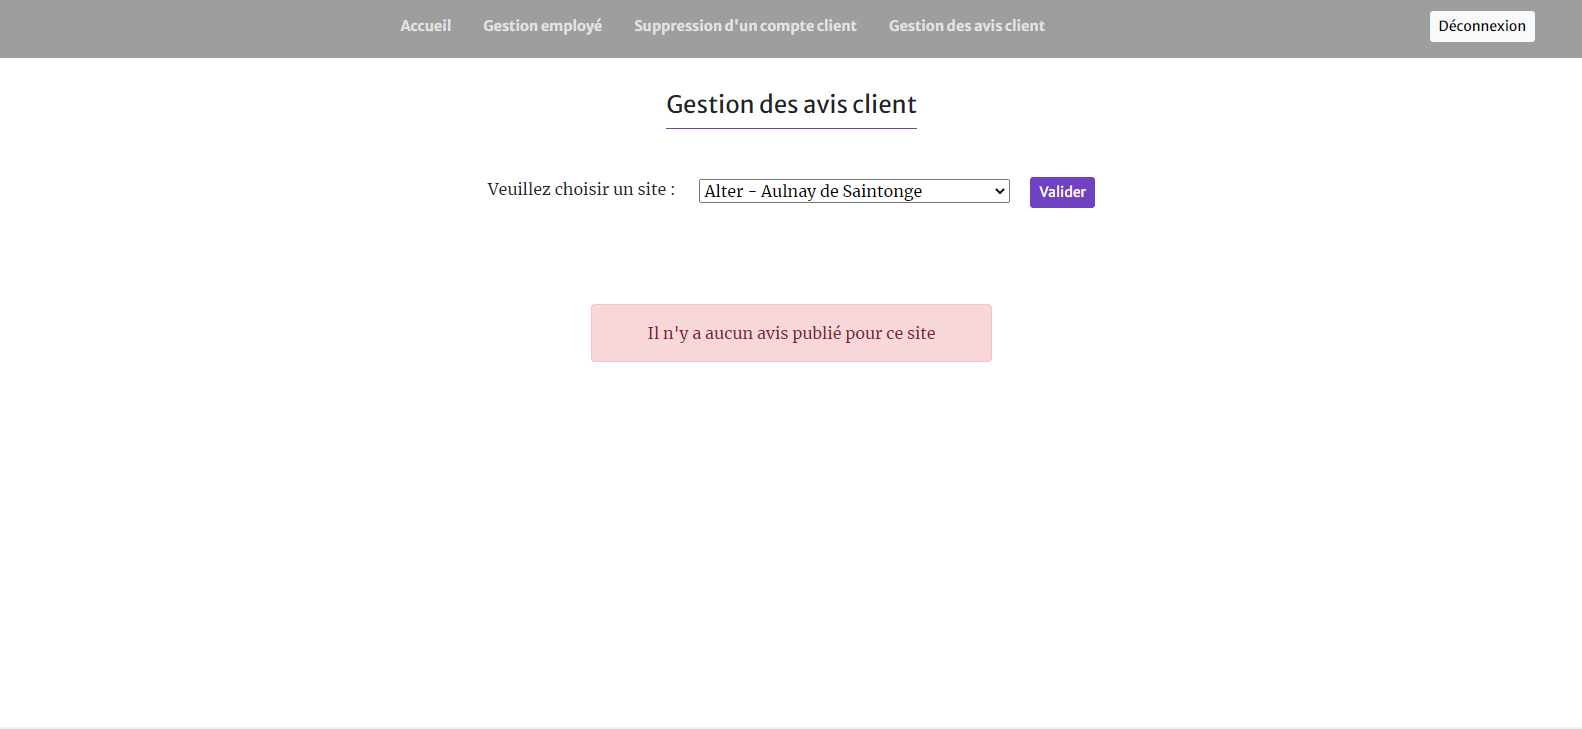 Accueil Gestion employé Suppression d'un compte client Gestion des avis client Déconnexion
Gestion des avis client
Veuillez choisir un site : Alter - Aulnay de Saintonge Valider
Il n'y a aucun avis publié pour ce site